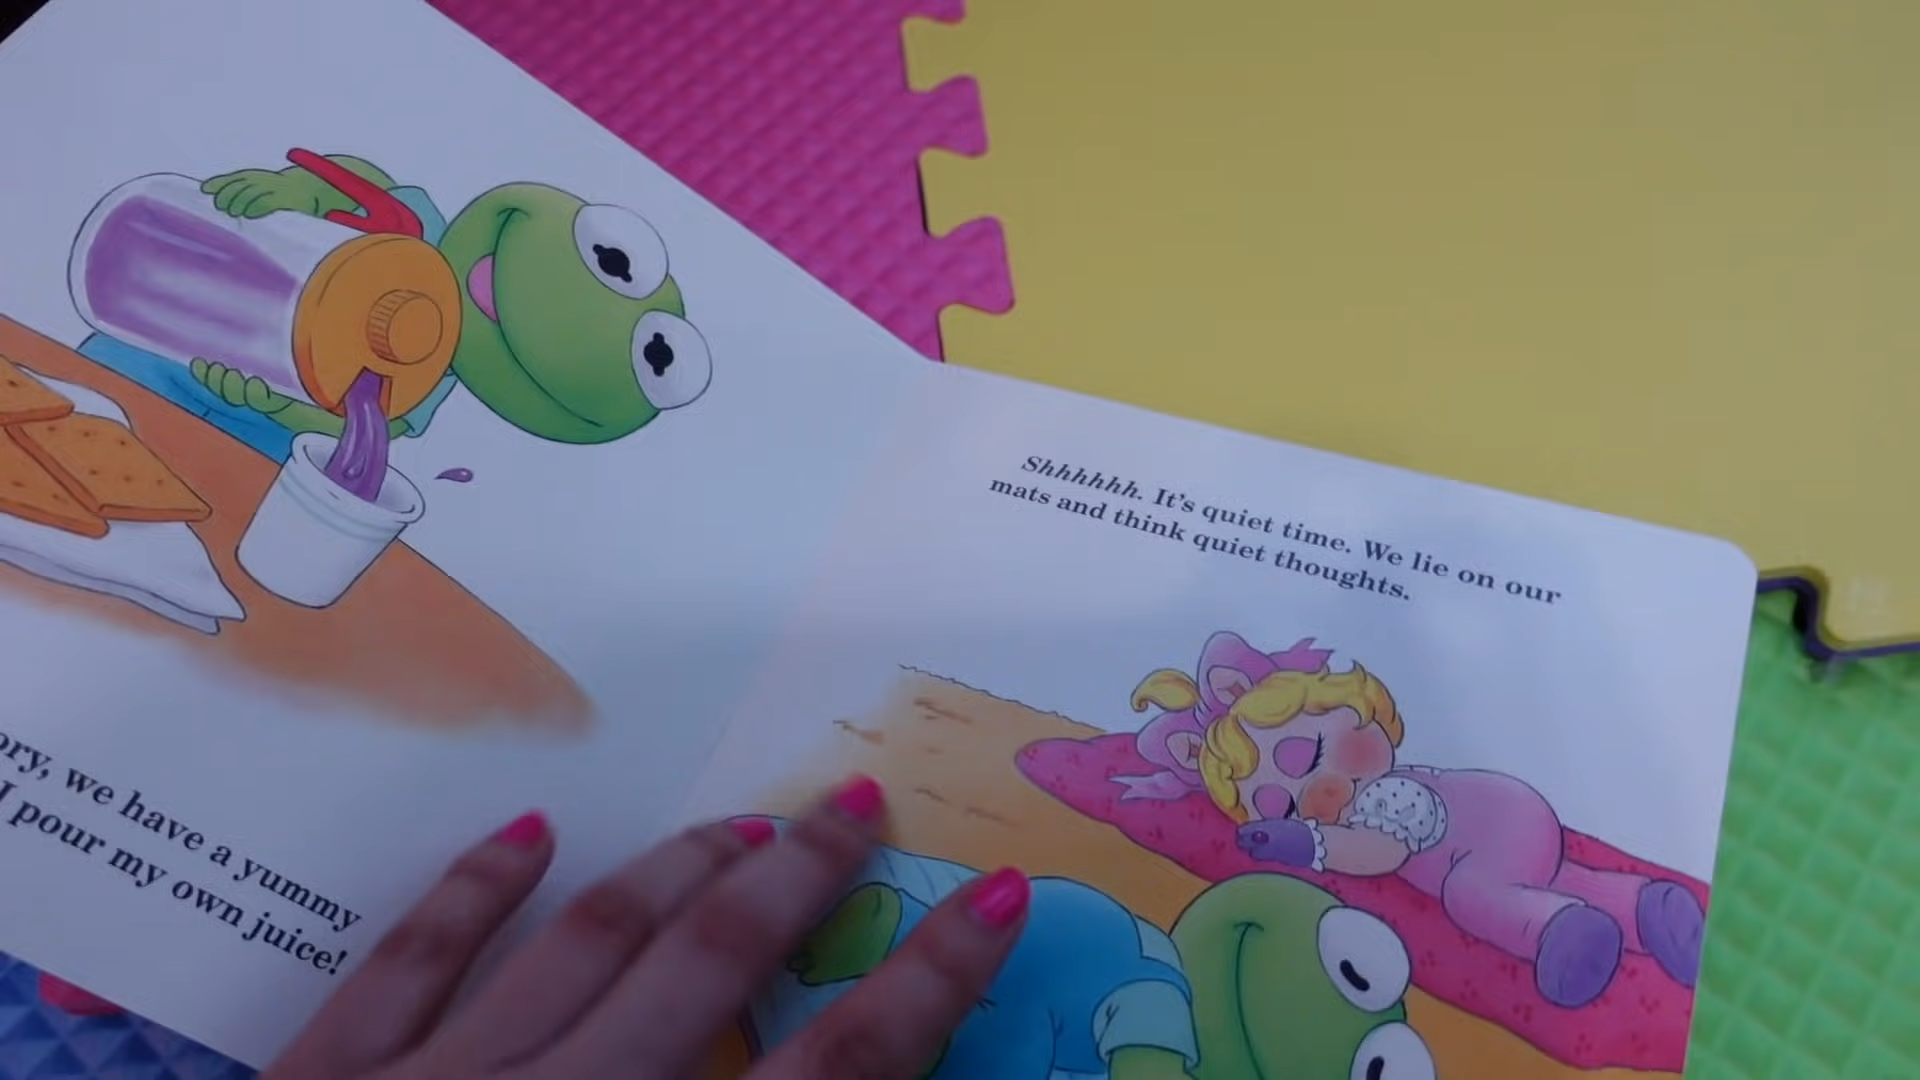 ory, we have a yummy
I pour my own juice!
Shhhhhh. It's quiet time. We lie on our
mats and think quiet thoughts.